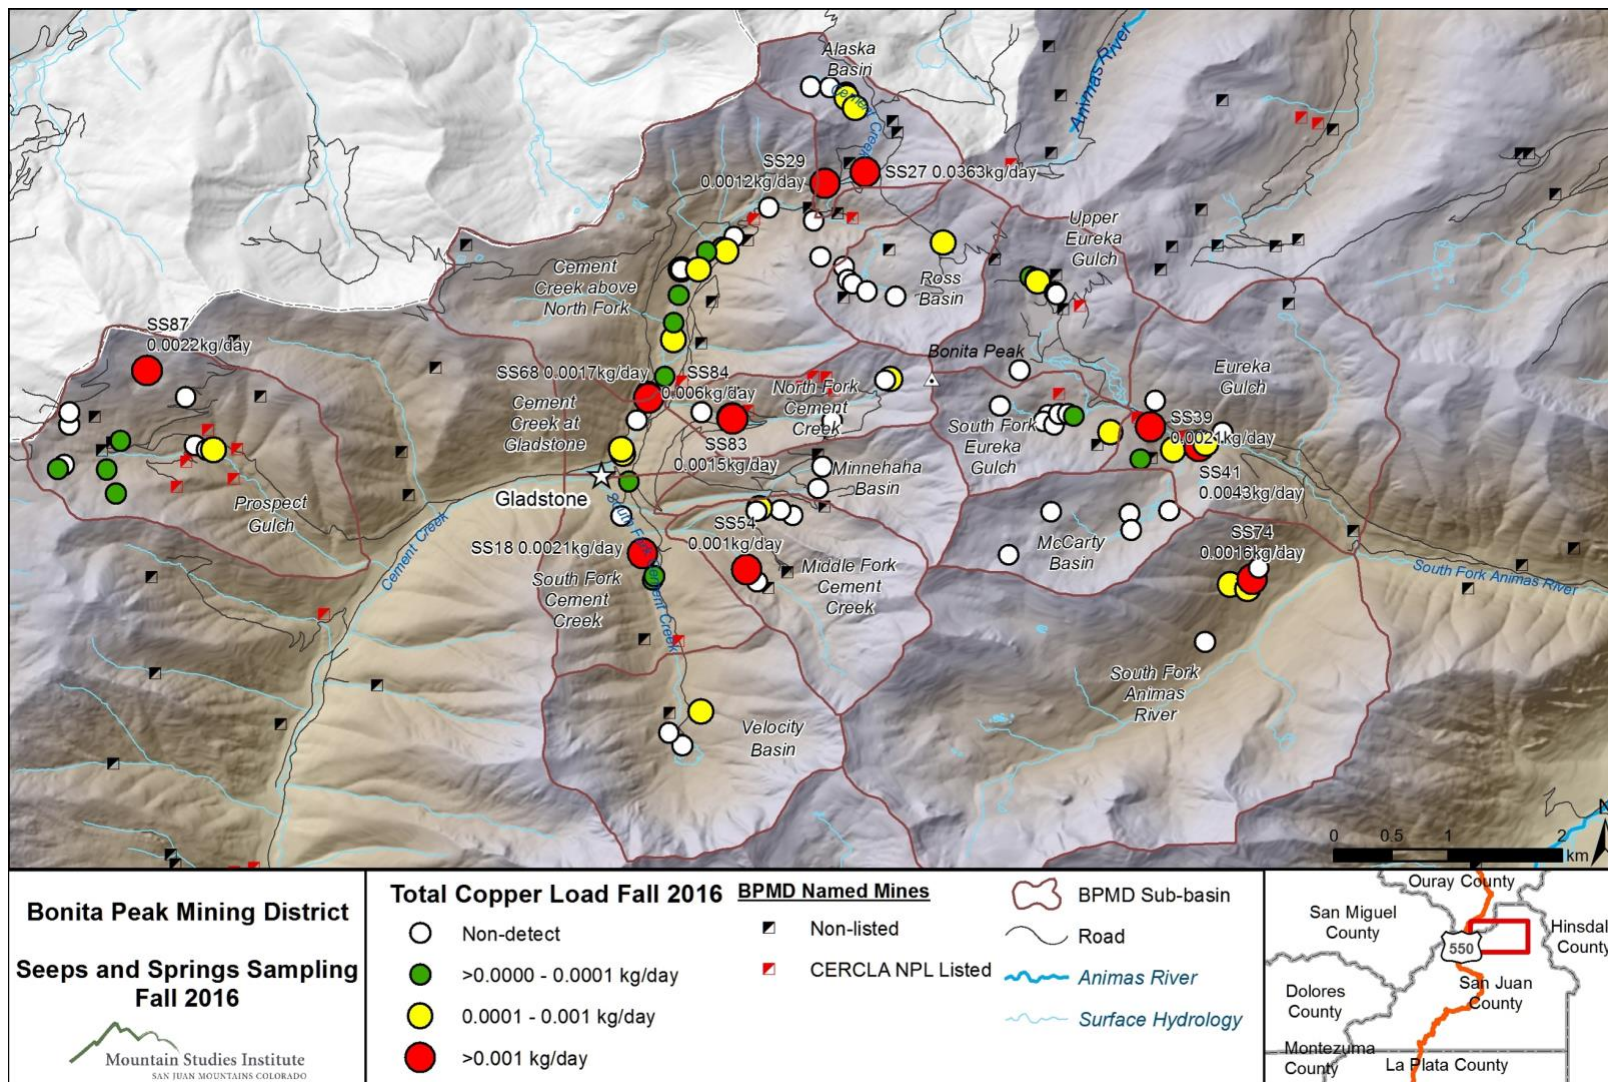 Alaska
Basin
Cement Creek
Animas River
Animas River
SS29
0.0012kg/day
SS27 0.0363kg/day
Upper
Eureka
Gulch
Cement
Creek above
North Fork
Ross
Basin
SS87
0.0022kg/day
Bonita Peak
Eureka
Gulch
SS68 0.0017kg/day
SS84
0.006kg/day
North Fork
Cement
Creek
Cement
Creek at
Gladstone
SS83
0.0015kg/day
South Fork
Eureka
Gulch
SS39
0.0021kg/day
SS41
0.0043kg/day
Minnehaha
Basin
Gladstone
Prospect
Gulch
Cement Creek
South Fork Cement Creek
SS54
0.001kg/day
SS18 0.0021kg/day
South Fork
Cement
Creek
Middle Fork
Cement
Creek
McCarty
Basin
SS74
0.0016kg/day
South Fork Animas River
South Fork
Animas
River
Velocity
Basin
N
0 0.5 1 2
km
Bonita Peak Mining District
Seeps and Springs Sampling
Fall 2016
Mountain Studies Institute
SAN JUAN MOUNTAINS COLORADO
Total Copper Load Fall 2016
Non-detect
>0.0000 - 0.0001 kg/day
0.0001 - 0.001 kg/day
>0.001 kg/day
BPMD Named Mines
Non-listed
CERCLA NPL Listed
BPMD Sub-basin
Road
Animas River
Surface Hydrology
Ouray County
San Miguel
County
Hinsdal
County
550
San Juan
County
Dolores
County
Montezuma
County
La Plata County